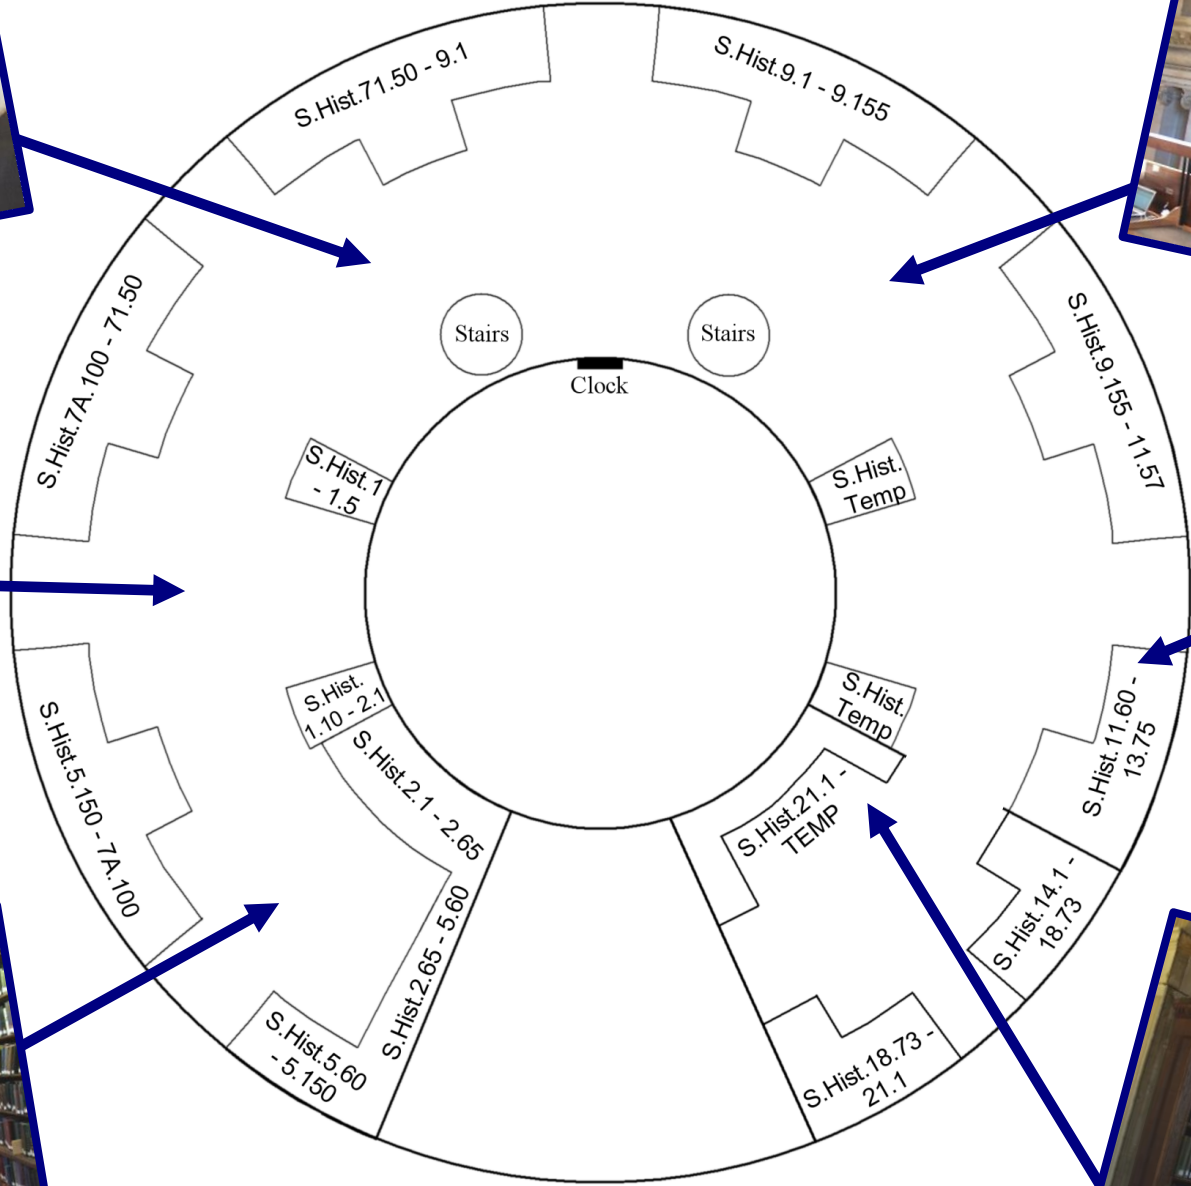 S.Hist.71.50 - 9.1
S.Hist.9.1 - 9.155
S.Hist.7A.100 - 71.50
S.Hist.9.155 - 11.57
Stairs
Stairs
Clock
S.Hist.1
- 1.5
S.Hist.
Temp
S.Hist.
1.10 - 2.1
S.Hist.
Temp
S.Hist.5.150 - 7A.100
S.Hist.2.1 - 2.65
S.Hist.21.1 -
TEMP
S.Hist.11.60 -
13.75
S.Hist.14.1 -
18.73
S.Hist.2.65 - 5.60
S.Hist.5.60
- 5.150
S.Hist.18.73 -
21.1